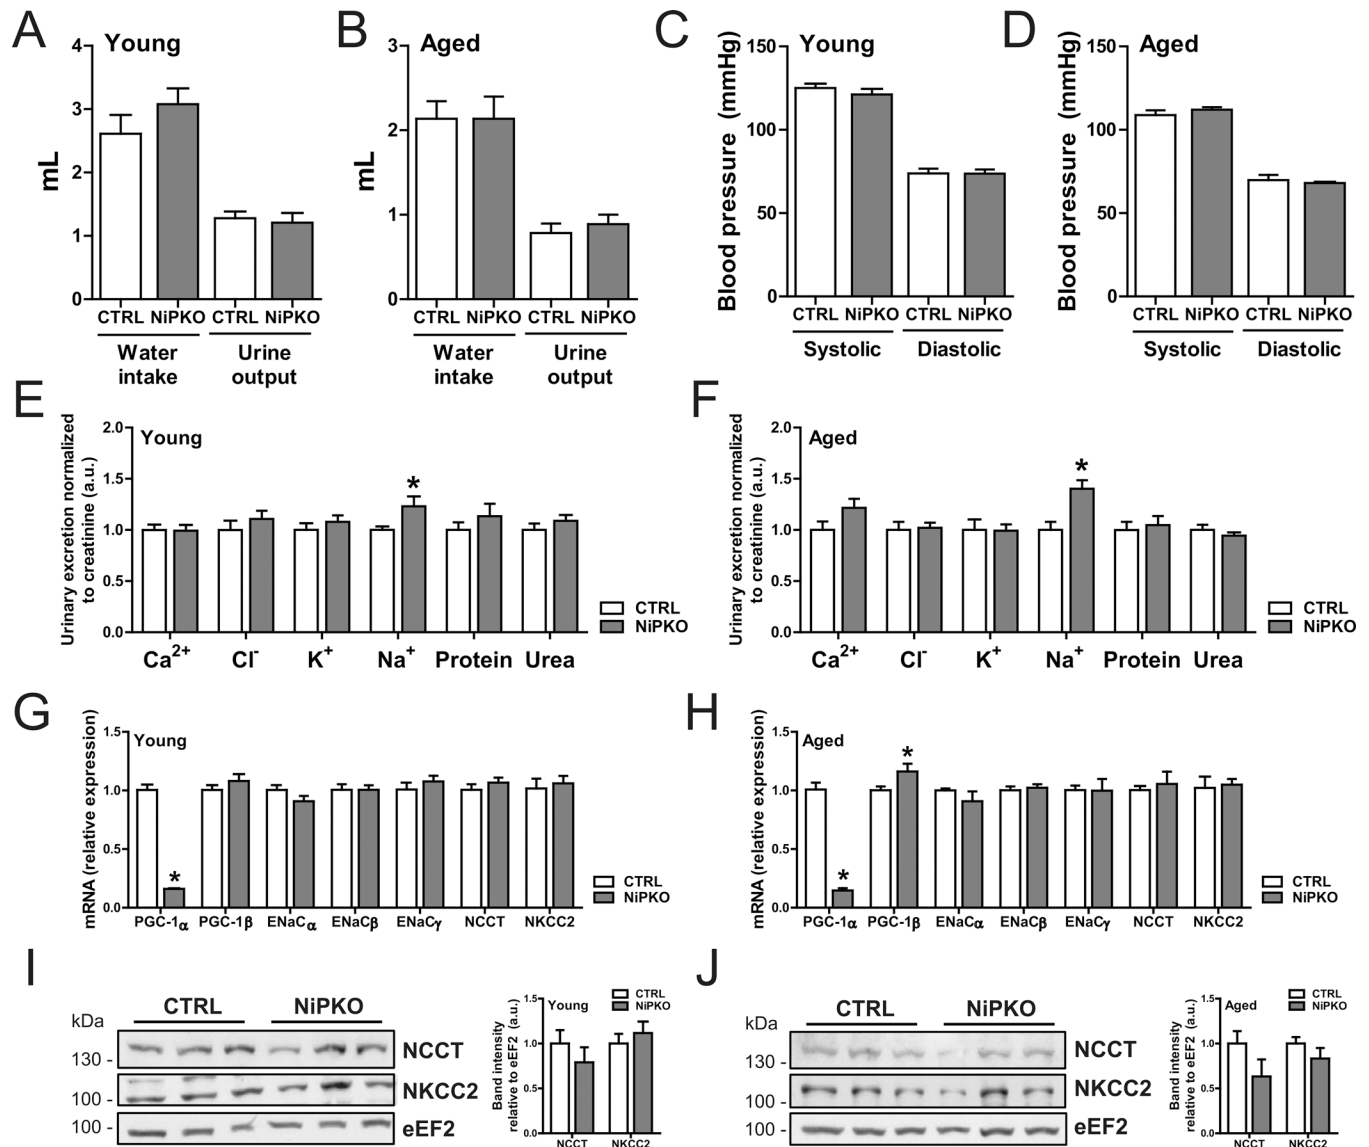 A
Young
mL
4
3
2
1
0
CTRL NiPKO CTRL NiPKO
Water intake
Urine output
B
Aged
mL
3
2
1
0
CTRL NiPKO CTRL NiPKO
Water intake
Urine output
C
Young
Blood pressure (mmHg)
150
100
50
0
CTRL NiPKO CTRL NiPKO
Systolic Diastolic
D
Aged
Blood pressure (mmHg)
150
100
50
0
CTRL NiPKO CTRL NiPKO
Systolic Diastolic
E
Young
Urinary excretion normalized
to creatinine (a.u.)
2.0
1.5
1.0
0.5
0.0
*
Ca2+ Cl- K+ Na+ Protein Urea
CTRL
NiPKO
F
Aged
Urinary excretion normalized
to creatinine (a.u.)
2.0
1.5
1.0
0.5
0.0
*
Ca2+ Cl- K+ Na+ Protein Urea
CTRL
NiPKO
G
Young
mRNA (relative expression)
1.5
1.0
0.5
0.0
*
PGC-1α PGC-1β ENaCα ENaCβ ENaCγ NCCT NKCC2
CTRL
NiPKO
H
Aged
mRNA (relative expression)
1.5
1.0
0.5
0.0
*
*
PGC-1α PGC-1β ENaCα ENaCβ ENaCγ NCCT NKCC2
CTRL
NiPKO
I
CTRL NiPKO
kDa
130 - NCCT
100 - NKCC2
100 - eEF2
Young
CTRL
NiPKO
Band intensity
relative to eEF2 (a.u.)
1.5
1.0
0.5
0.0
NCCT NKCC2
J
CTRL NiPKO
kDa
130 - NCCT
100 - NKCC2
100 - eEF2
Aged
CTRL
NiPKO
Band intensity
relative to eEF2 (a.u.)
1.5
1.0
0.5
0.0
NCCT NKCC2